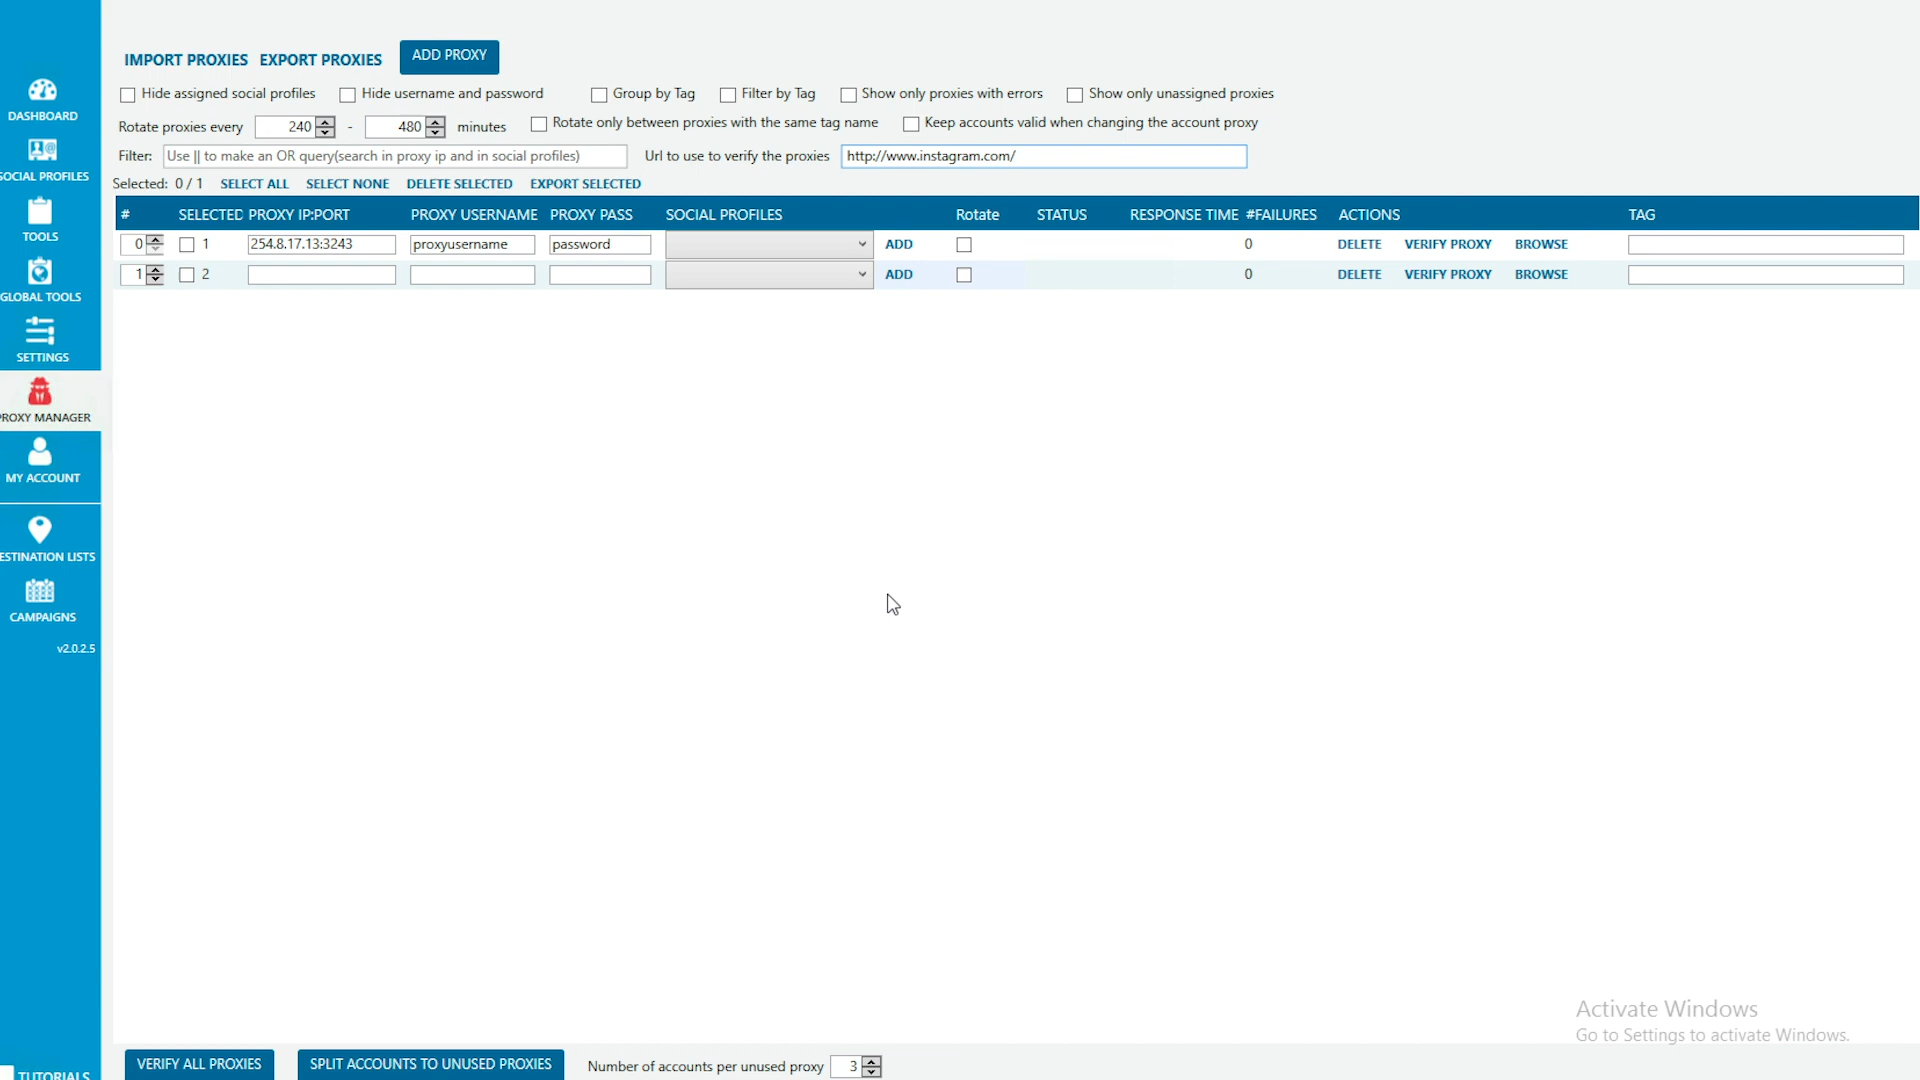 IMPORT PROXIES EXPORT PROXIES ADD PROXY
Hide assigned social profiles Hide username and password Group by Tag Filter by Tag Show only proxies with errors Show only unassigned proxies
Rotate proxies every 240 - 480 minutes Rotate only between proxies with the same tag name Keep accounts valid when changing the account proxy
Filter: Use || to make an OR query(search in proxy ip and in social profiles) Url to use to verify the proxies http://www.instagram.com/
Selected: 0 / 1 SELECT ALL SELECT NONE DELETE SELECTED EXPORT SELECTED
# SELECTED PROXY IP:PORT PROXY USERNAME PROXY PASS SOCIAL PROFILES Rotate STATUS RESPONSE TIME #FAILURES ACTIONS TAG
0 1 254.8.17.13:3243 proxyusername password ADD 0 DELETE VERIFY PROXY BROWSE
1 2 ADD 0 DELETE VERIFY PROXY BROWSE
DASHBOARD
OCIAL PROFILES
TOOLS
GLOBAL TOOLS
SETTINGS
ROXY MANAGER
MY ACCOUNT
ESTINATION LISTS
CAMPAIGNS
v2.0.2.5
TUTORIALS
Activate Windows
Go to Settings to activate Windows.
VERIFY ALL PROXIES SPLIT ACCOUNTS TO UNUSED PROXIES Number of accounts per unused proxy 3